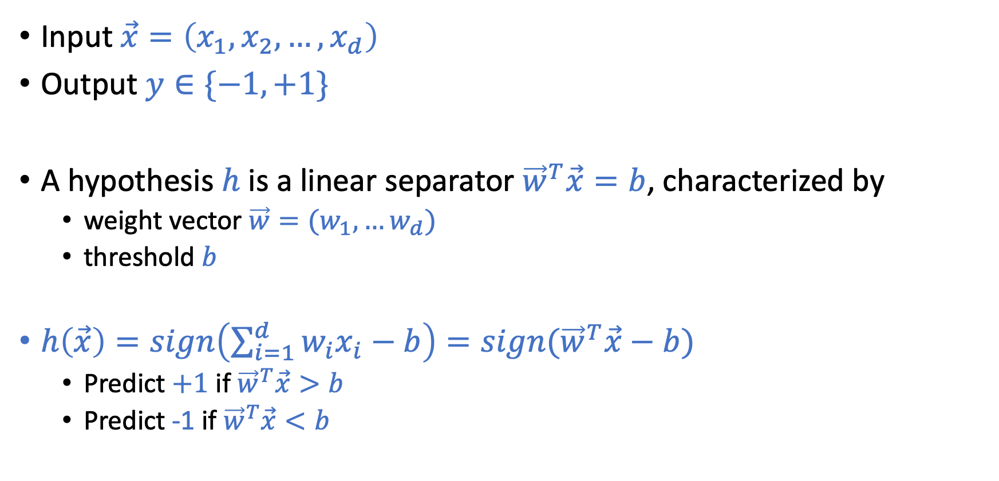 • Input $\vec{x} = (x_1, x_2, \ldots, x_d)$
• Output $y \in \{-1, +1\}$
• A hypothesis $h$ is a linear separator $\vec{w}^T \vec{x} = b$, characterized by
• weight vector $\vec{w} = (w_1, \ldots w_d)$
• threshold $b$
• $h(\vec{x}) = sign\left(\sum_{i=1}^{d} w_i x_i - b\right) = sign(\vec{w}^T \vec{x} - b)$
• Predict $+1$ if $\vec{w}^T \vec{x} > b$
• Predict -1 if $\vec{w}^T \vec{x} < b$